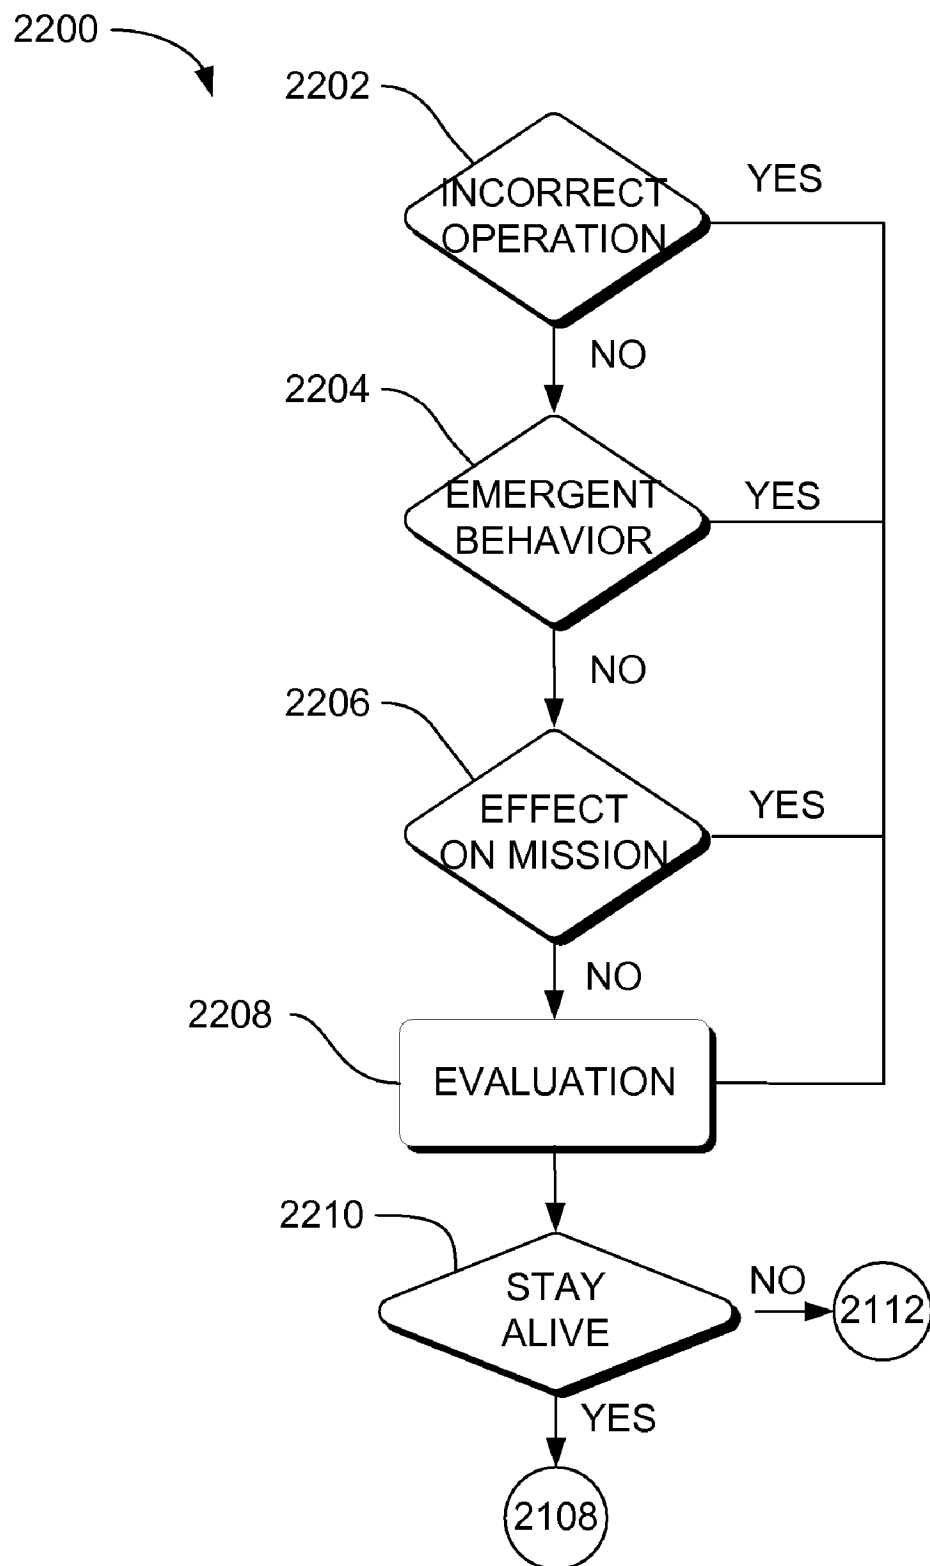 2200
2202
INCORRECT
OPERATION
YES
NO
2204
EMERGENT
BEHAVIOR
YES
NO
2206
EFFECT
ON MISSION
YES
NO
2208
EVALUATION
2210
STAY
ALIVE
NO
2112
YES
2108